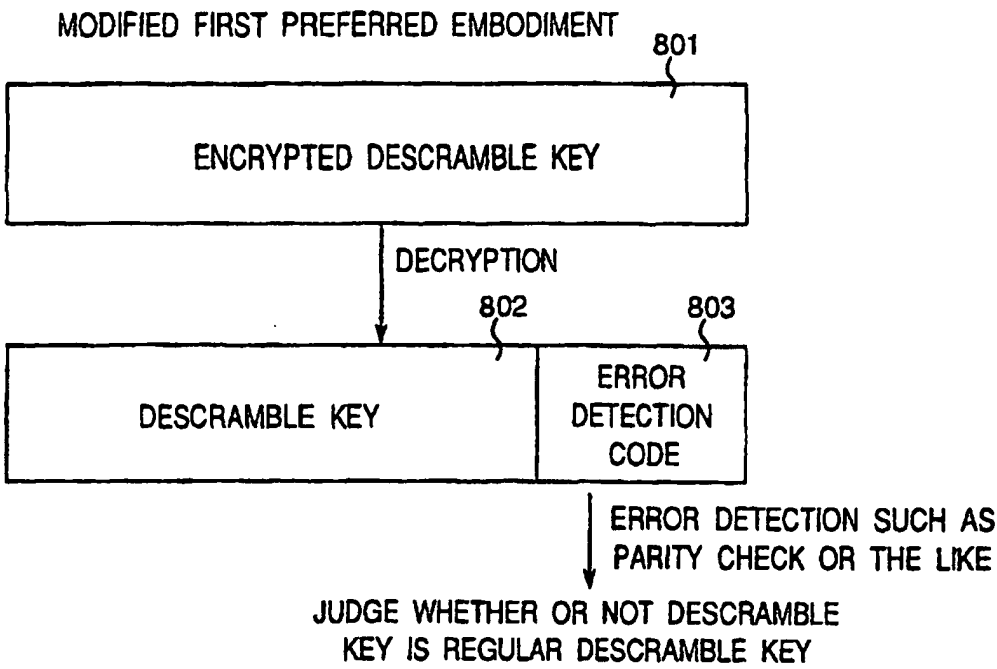 MODIFIED FIRST PREFERRED EMBODIMENT
801
ENCRYPTED DESCRAMBLE KEY
DECRYPTION
802
803
DESCRAMBLE KEY
ERROR
DETECTION
CODE
ERROR DETECTION SUCH AS
PARITY CHECK OR THE LIKE
JUDGE WHETHER OR NOT DESCRAMBLE
KEY IS REGULAR DESCRAMBLE KEY